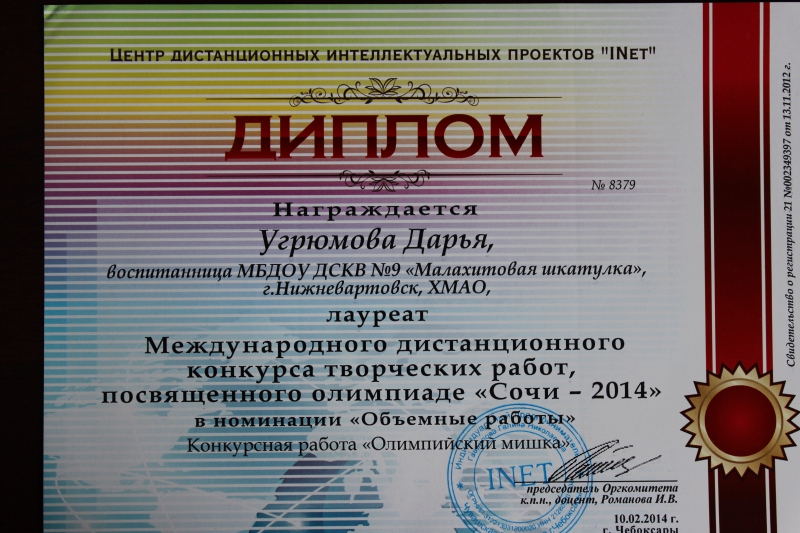 Центр дистанционных интеллектуальных проектов "INet"
ДИПЛОМ
№ 8379
Награждается
Угрюмова Дарья,
воспитанница МБДОУ ДСКВ №9 «Малахитовая шкатулка»,
г.Нижневартовск, ХМАО,
лауреат
Международного дистанционного
конкурса творческих работ,
посвященного олимпиаде «Сочи – 2014»
в номинации «Объемные работы»
Конкурсная работа «Олимпийский мишка»
INET
председатель Оргкомитета
к.п.н., доцент, Романова И.В.
10.02.2014 г.
г. Чебоксары
Свидетельство о регистрации 21 №002349397 от 13.11.2012 г.